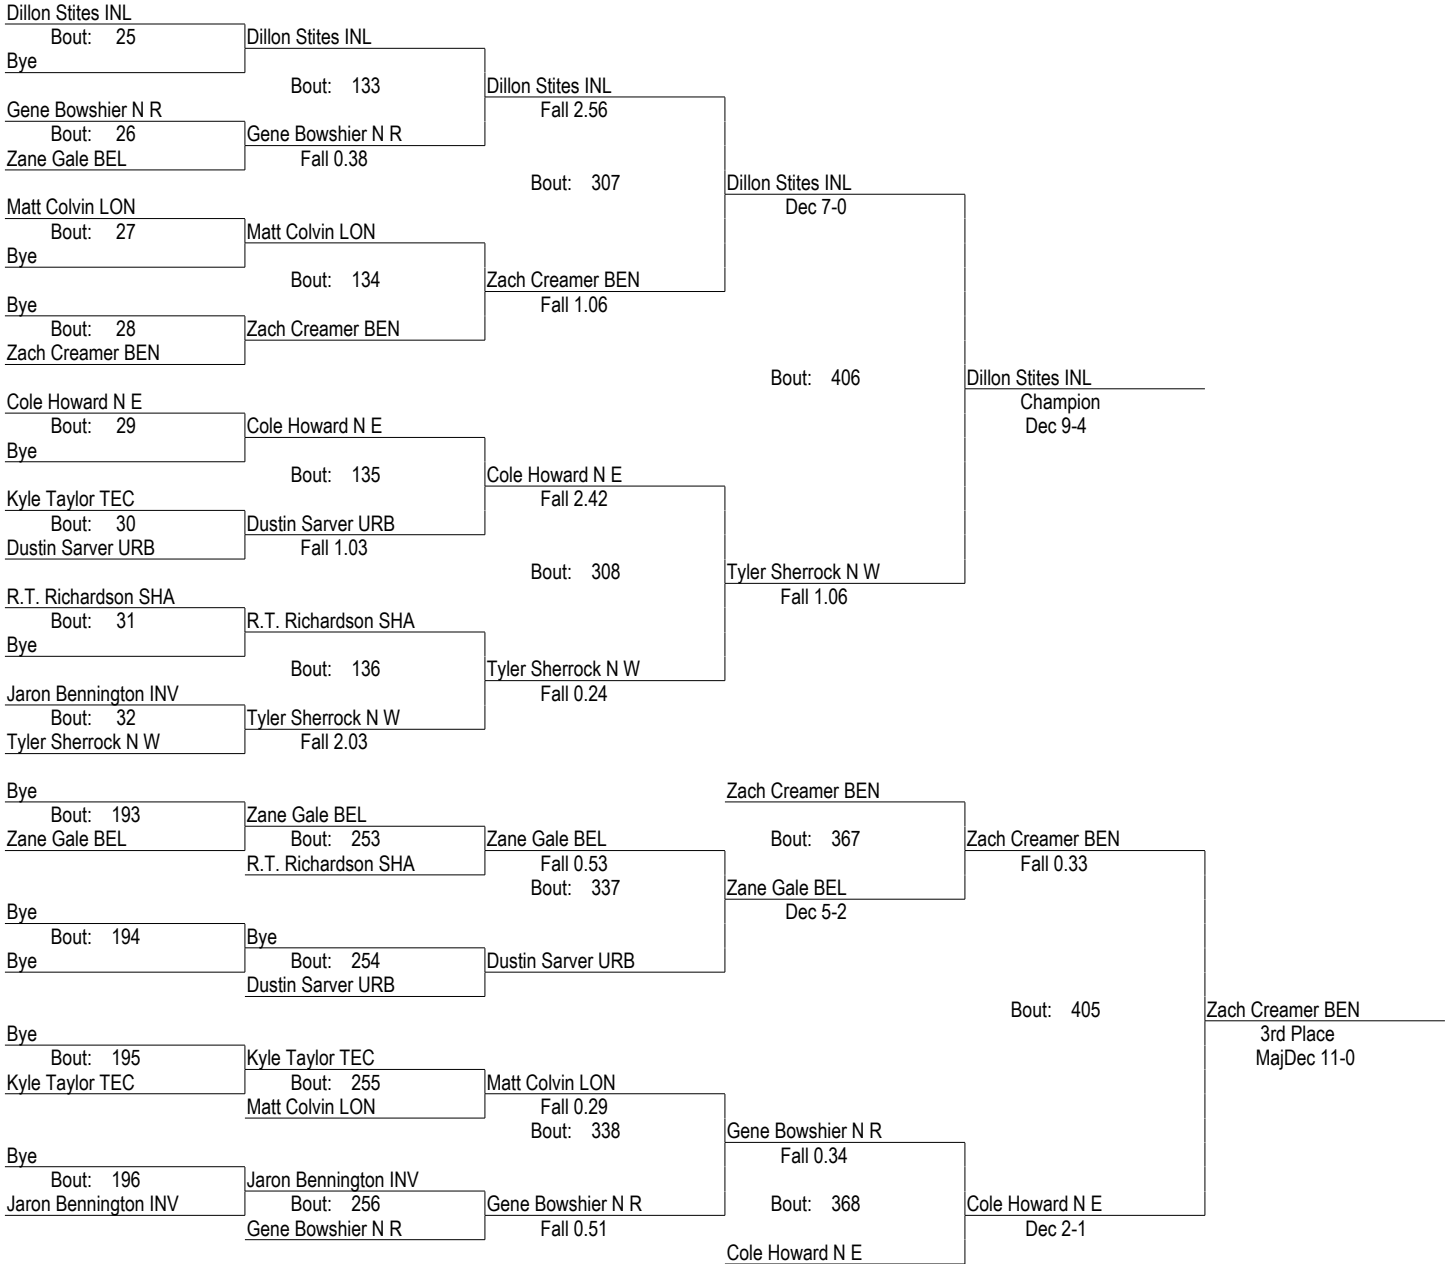 Dillon Stites INL
Bout: 25 Dillon Stites INL
Bye
Bout: 133 Dillon Stites INL
Gene Bowshier N R Fall 2.56
Bout: 26 Gene Bowshier N R
Zane Gale BEL Fall 0.38
Bout: 307 Dillon Stites INL
Matt Colvin LON Dec 7-0
Bout: 27 Matt Colvin LON
Bye
Bout: 134 Zach Creamer BEN
Bye Fall 1.06
Bout: 28 Zach Creamer BEN
Zach Creamer BEN
Bout: 406 Dillon Stites INL
Cole Howard N E Champion
Bout: 29 Cole Howard N E Dec 9-4
Bye
Bout: 135 Cole Howard N E
Kyle Taylor TEC Fall 2.42
Bout: 30 Dustin Sarver URB
Dustin Sarver URB Fall 1.03
Bout: 308 Tyler Sherrock N W
R.T. Richardson SHA Fall 1.06
Bout: 31 R.T. Richardson SHA
Bye
Bout: 136 Tyler Sherrock N W
Jaron Bennington INV Fall 0.24
Bout: 32 Tyler Sherrock N W
Tyler Sherrock N W Fall 2.03
Bye Zach Creamer BEN
Bout: 193 Zane Gale BEL
Zane Gale BEL Bout: 253 Zane Gale BEL Bout: 367 Zach Creamer BEN
R.T. Richardson SHA Fall 0.53 Fall 0.33
Bout: 337 Zane Gale BEL
Bye Dec 5-2
Bout: 194 Bye
Bye Bout: 254 Dustin Sarver URB
Dustin Sarver URB
Bout: 405 Zach Creamer BEN
Bye 3rd Place
Bout: 195 Kyle Taylor TEC MajDec 11-0
Kyle Taylor TEC Bout: 255 Matt Colvin LON
Matt Colvin LON Fall 0.29
Bout: 338 Gene Bowshier N R
Bye Fall 0.34
Bout: 196 Jaron Bennington INV
Jaron Bennington INV Bout: 256 Gene Bowshier N R Bout: 368 Cole Howard N E
Gene Bowshier N R Fall 0.51 Dec 2-1
Cole Howard N E